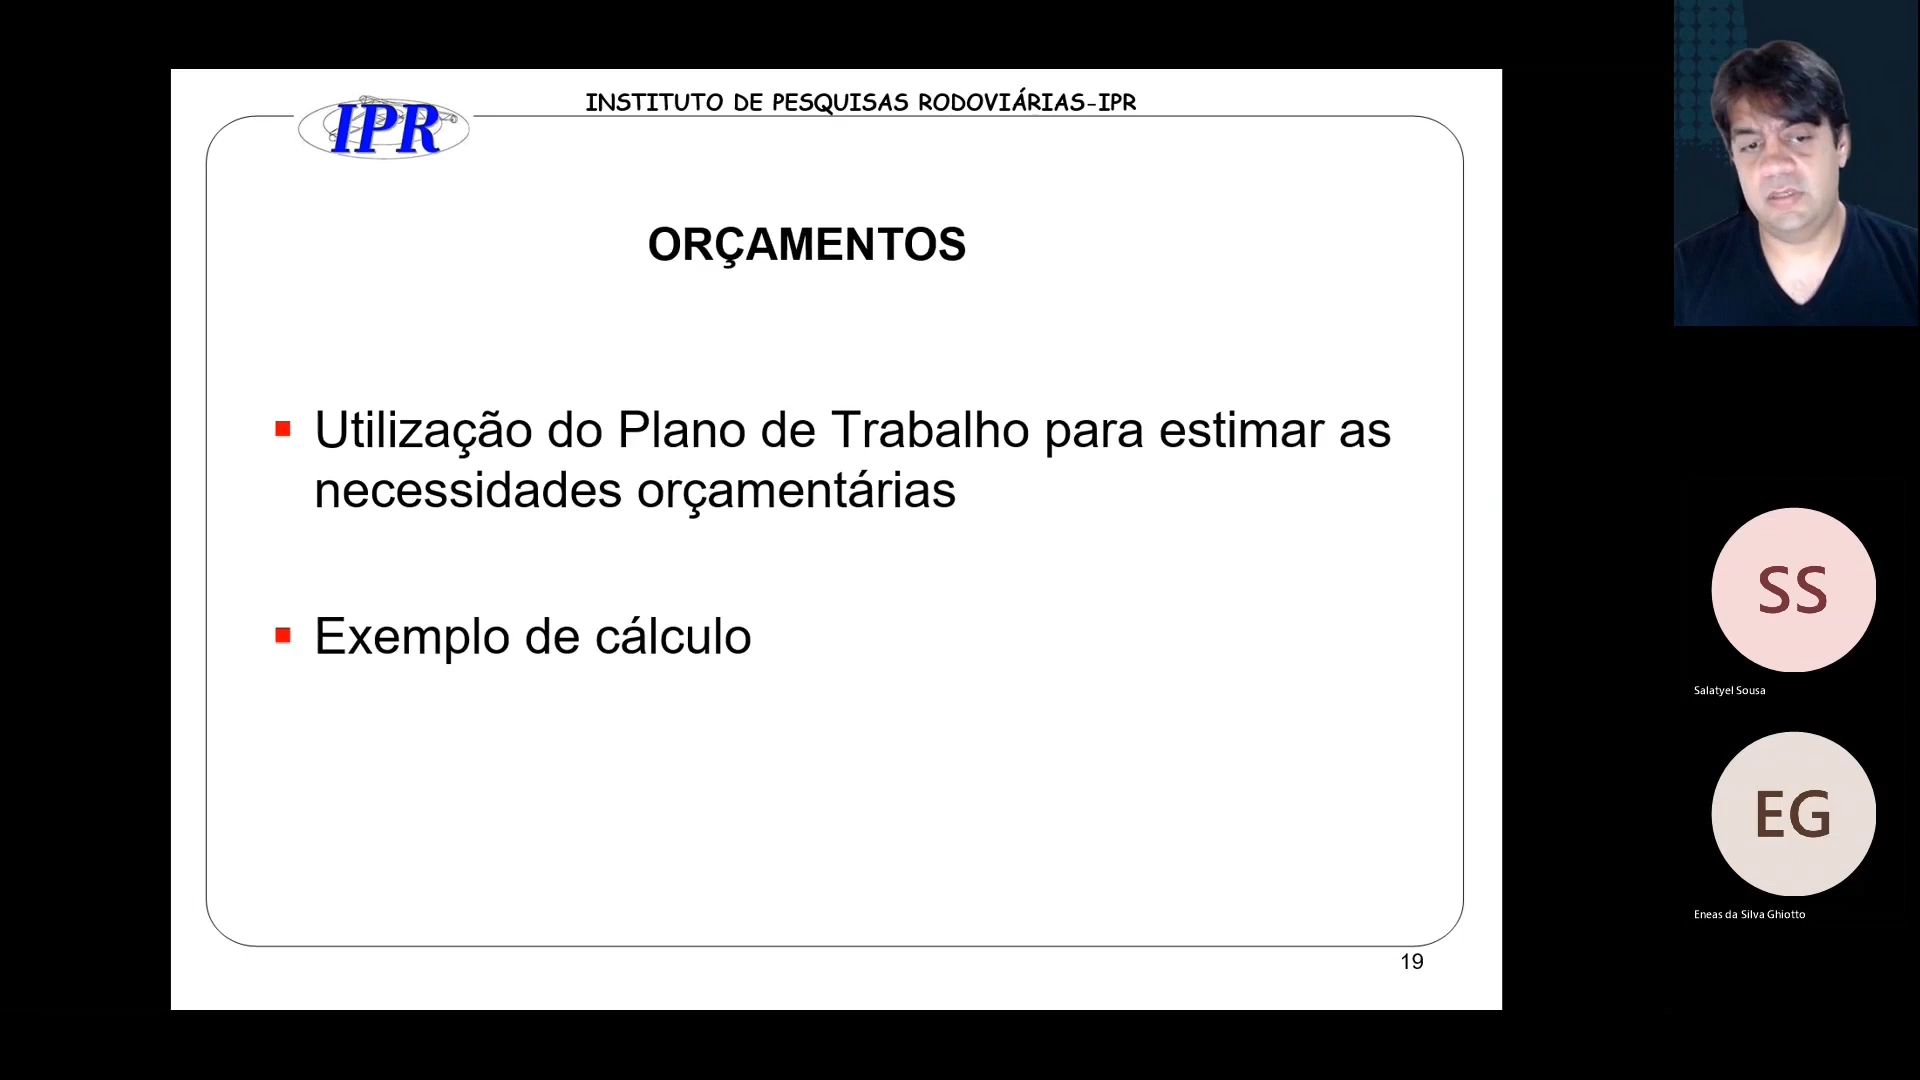 INSTITUTO DE PESQUISAS RODOVIÁRIAS-IPR
IPR
ORÇAMENTOS
Utilização do Plano de Trabalho para estimar as
necessidades orçamentárias
Exemplo de cálculo
19
SS
Salatyel Sousa
EG
Eneas da Silva Ghiotto